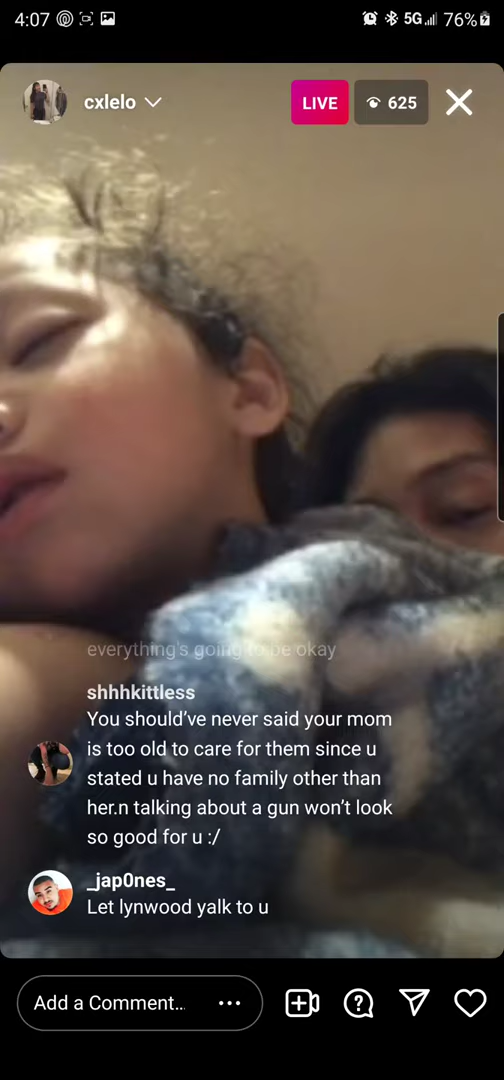 4:07 5G 76%
cxlelo LIVE 625
everything's going to be okay
shhhkittless
You should've never said your mom
is too old to care for them since u
stated u have no family other than
her.n talking about a gun won't look
so good for u :/
_jap0nes_
Let lynwood yalk to u
Add a Comment...